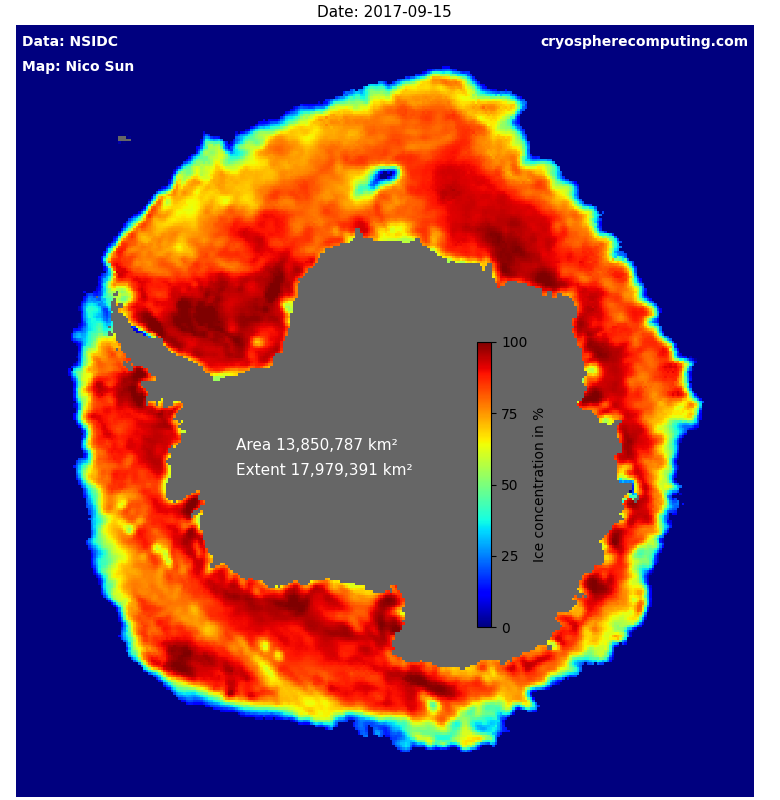 Date: 2017-09-15
Data: NSIDC
cryospherecomputing.com
Map: Nico Sun
Area 13,850,787 km²
Extent 17,979,391 km²
100
75
50
25
0
Ice concentration in %